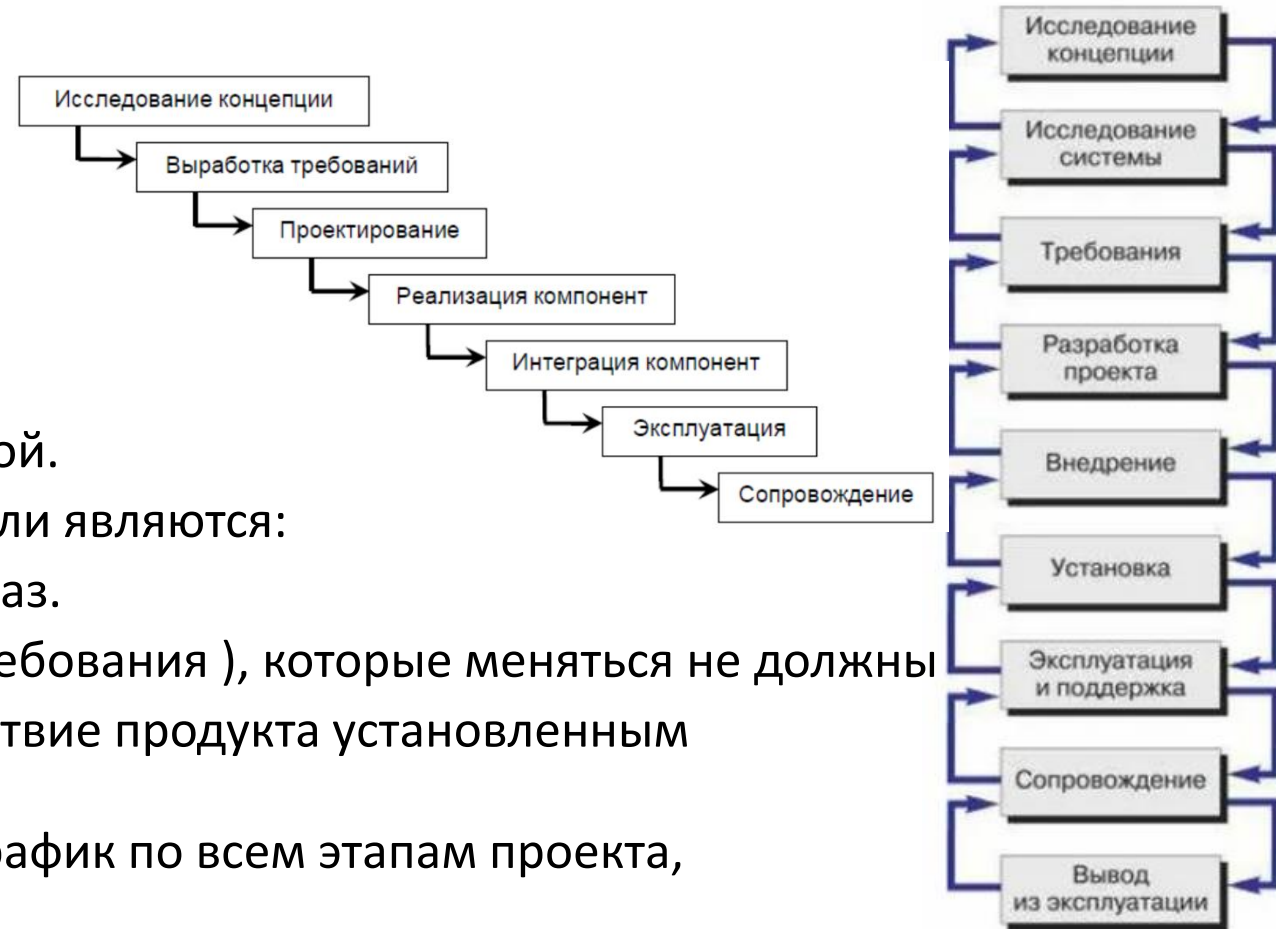 Исследование концепции
Выработка требований
Проектирование
Реализация компонент
Интеграция компонент
Эксплуатация
Сопровождение
ой.
ли являются:
аз.
ебования ), которые меняться не должны
твие продукта установленным
рафик по всем этапам проекта,
Исследование
концепции
Исследование
системы
Требования
Разработка
проекта
Внедрение
Установка
Эксплуатация
и поддержка
Сопровождение
Вывод
из эксплуатации